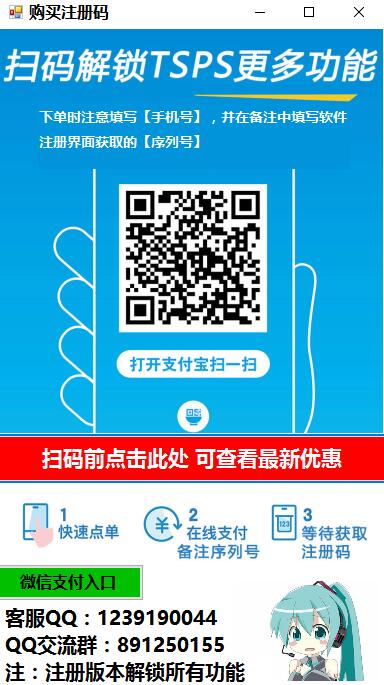 购买注册码
扫码解锁TSPS更多功能
下单时注意填写【手机号】，并在备注中填写软件
注册界面获取的【序列号】
打开支付宝扫一扫
扫码前点击此处 可查看最新优惠
1
快速点单
2
在线支付
备注序列号
123
3
等待获取
注册码
微信支付入口
客服QQ：1239190044
QQ交流群：891250155
注：注册版本解锁所有功能